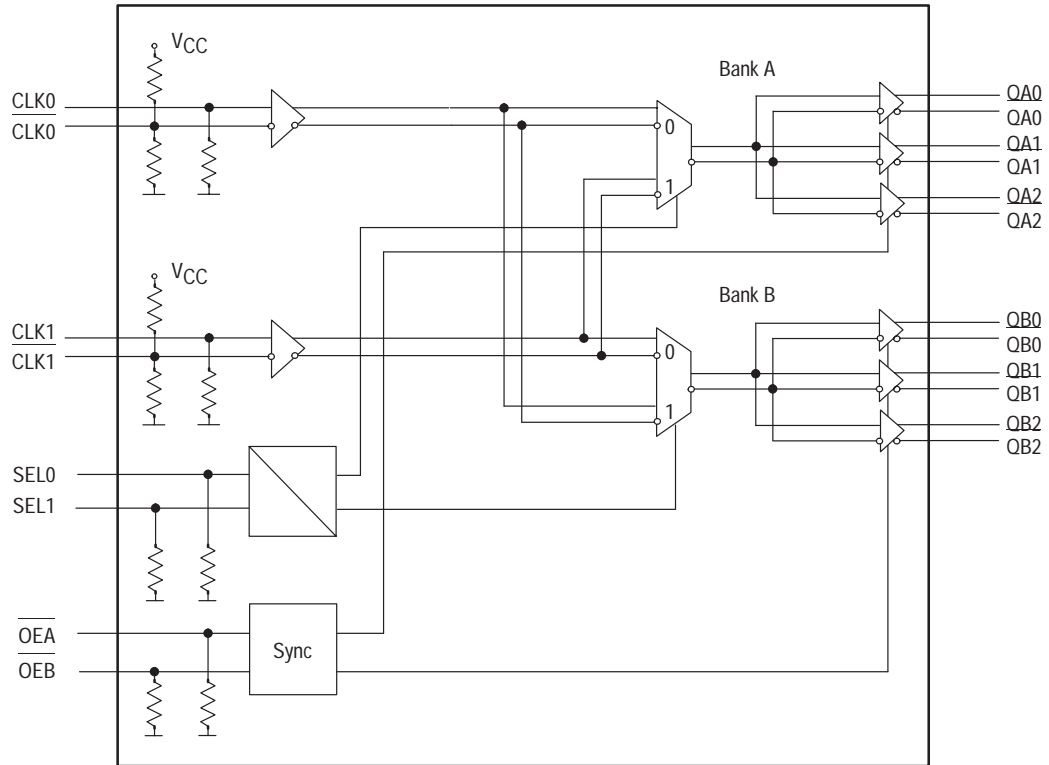 VCC
Bank A
CLK0
CLK0
0
1
QA0
QA0
QA1
QA1
QA2
QA2
VCC
Bank B
CLK1
CLK1
0
1
QB0
QB0
QB1
QB1
QB2
QB2
SEL0
SEL1
OEA
OEB
Sync